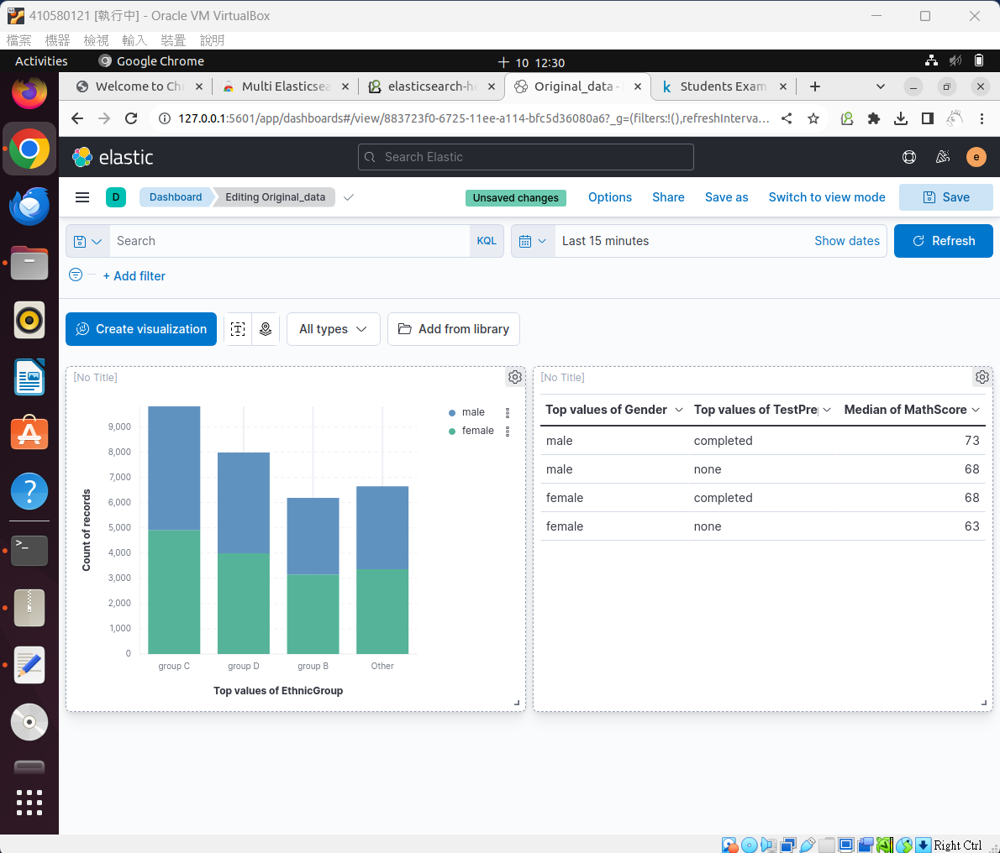 410580121 [執行中] - Oracle VM VirtualBox
檔案 機器 檢視 輸入 裝置 說明
Activities Google Chrome 10 12:30
Welcome to Ch Multi Elasticsea elasticsearch-he Original_data - Students Exam
127.0.0.1:5601/app/dashboards#/view/883723f0-6725-11ee-a114-bfc5d36080a6?_g=(filters:!(),refreshInterva...
elastic Search Elastic e
D Dashboard Editing Original_data Unsaved changes Options Share Save as Switch to view mode Save
Search KQL Last 15 minutes Show dates Refresh
+ Add filter
Create visualization All types Add from library
[No Title]
male
female
9,000
8,000
7,000
6,000
5,000
4,000
3,000
2,000
1,000
0
Count of records
group C group D group B Other
Top values of EthnicGroup
[No Title]
Top values of Gender Top values of TestPrep Median of MathScore
male completed 73
male none 68
female completed 68
female none 63
Right Ctrl